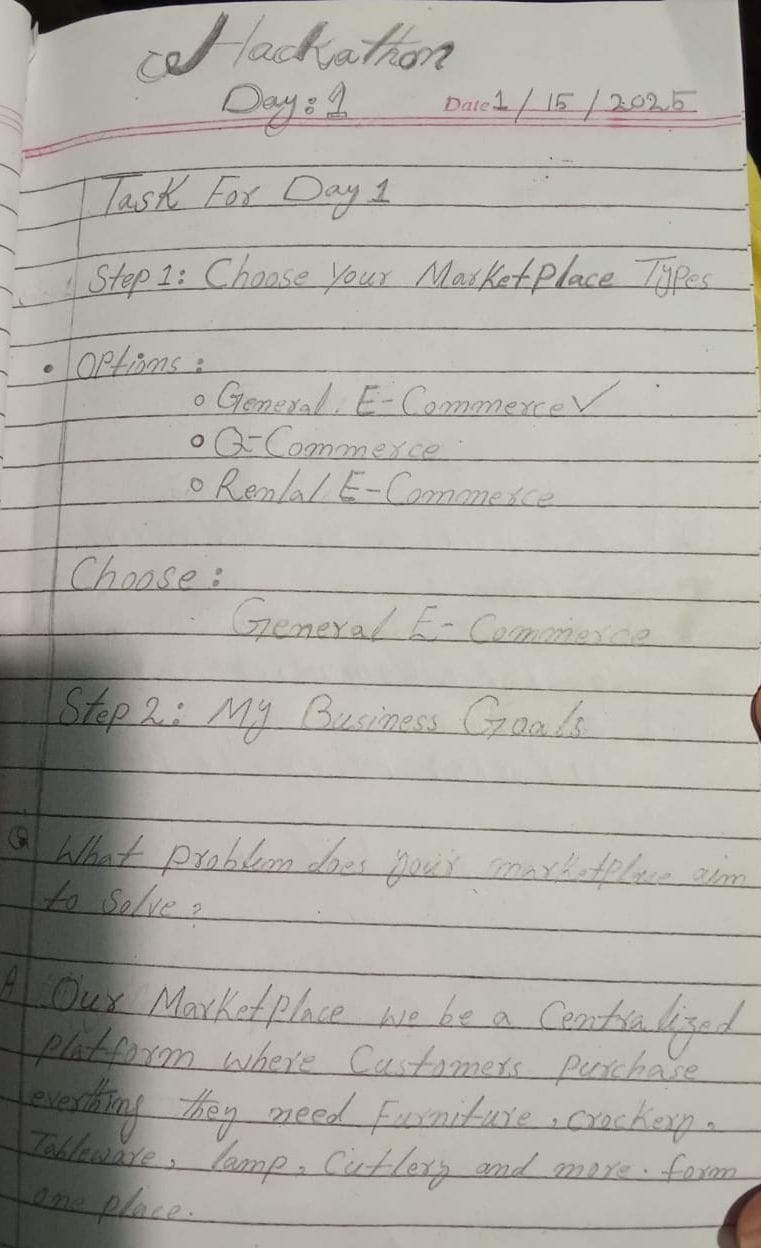 Hackathon
Day: 1 Date 1 / 15 / 2025
Task For Day 1
Step 1: Choose Your MarketPlace Types
• Options:
o General. E-Commerce ✓
o Q-Commerce
o Rental E-Commerce
Choose:
General E-Commerce
Step 2: My Business Goals
Q What problem does your marketplace aim
to Solve?
A Our MarketPlace we be a Centralized
platform where Customers purchase
everthing they need Furniture, crockery.
Tableware, lamp, Cutlery and more. form
one place.